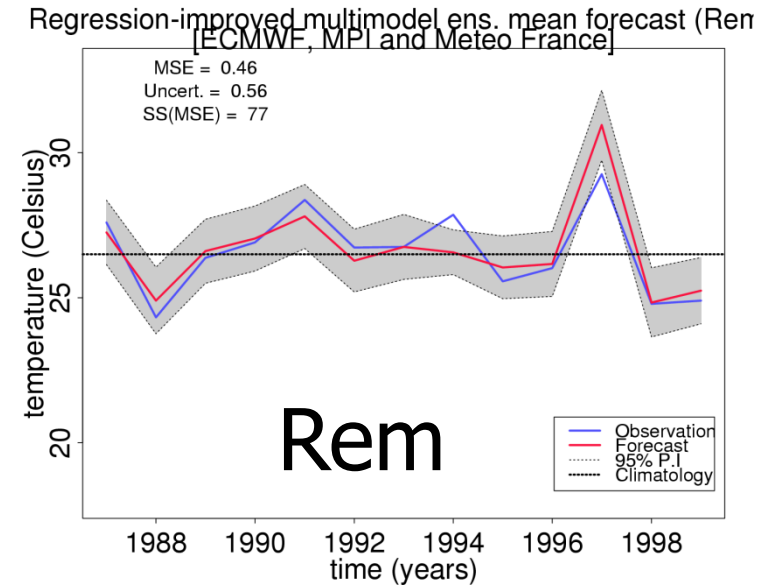 Regression-improved multimodel ens. mean forecast (Rem
[ECMWF, MPI and Meteo France]
MSE = 0.46
Uncert. = 0.56
SS(MSE) = 77
temperature (Celsius)
30
25
20
Rem
Observation
Forecast
95% P.I
Climatology
1988 1990 1992 1994 1996 1998
time (years)